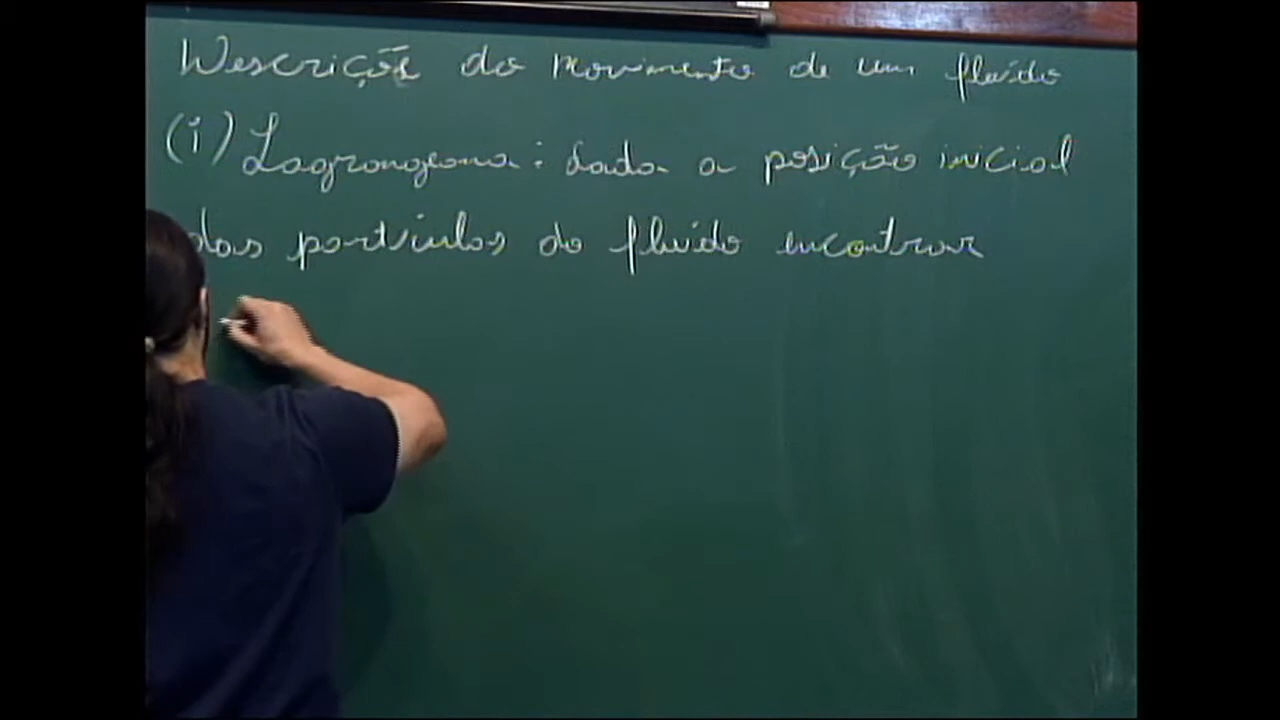 Descrição do movimento de um fluido
(i) Lagrangeana: dada a posição inicial
das partículas do fluido encontrar